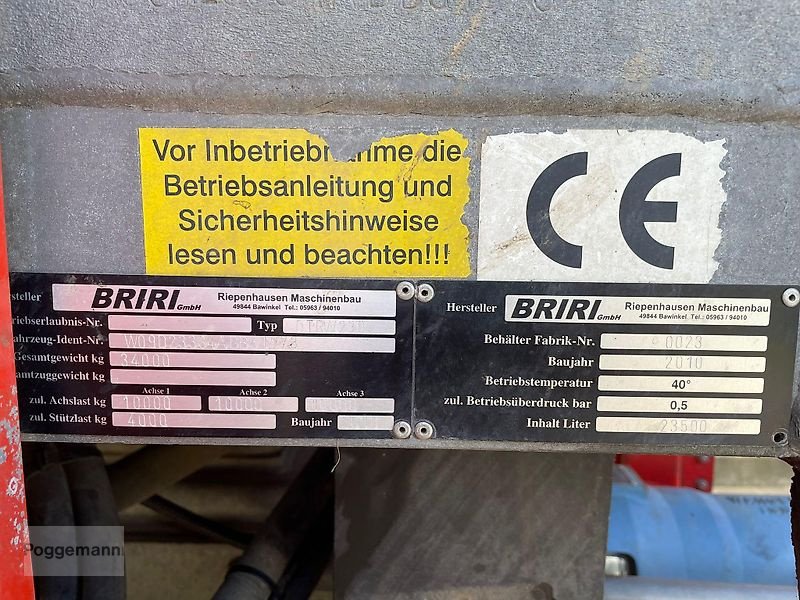 Vor Inbetriebnahme die
Betriebsanleitung und
Sicherheitshinweise
lesen und beachten!!!
CE
BRIRI GmbH
Riepenhausen Maschinenbau
49844 Bawinkel Tel.: 05963 / 94010
Typ
Gesamtgewicht kg 34000
Achse 1 Achse 2 Achse 3
zul. Achslast kg 10000 10000
zul. Stützlast kg 4000 Baujahr
Hersteller BRIRI GmbH
Riepenhausen Maschinenbau
49844 Bawinkel Tel.: 05963 / 94010
Behälter Fabrik-Nr. 0023
Baujahr 2010
Betriebstemperatur 40°
zul. Betriebsüberdruck bar 0,5
Inhalt Liter 23500
Poggemann